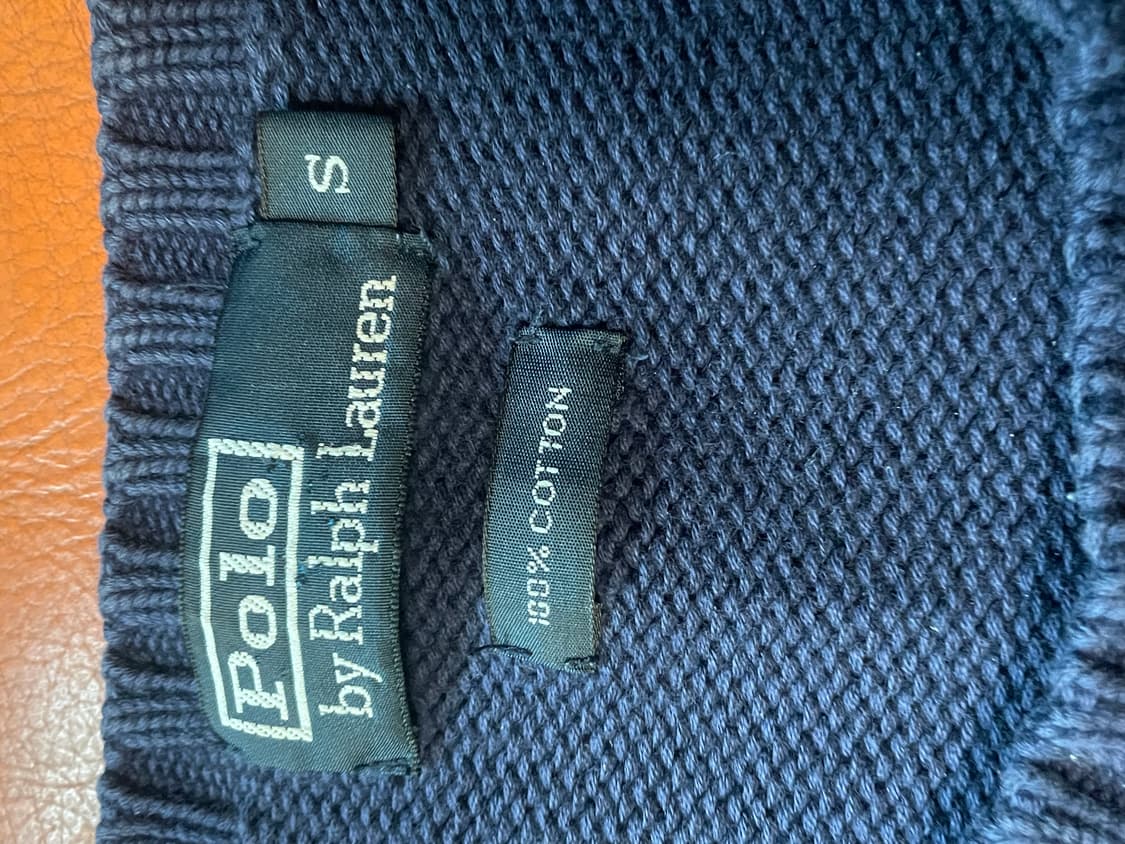 Polo
by Ralph Lauren
S
100% COTTON